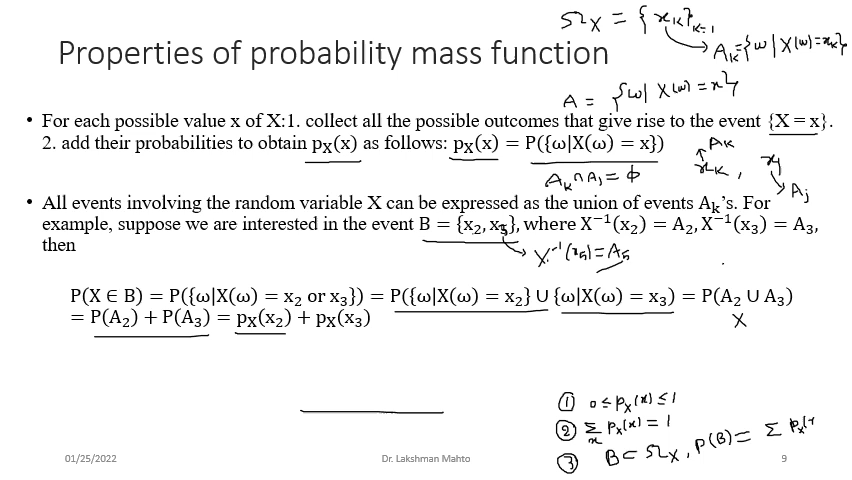 Ω_X = {x_K}_{K=1}
Properties of probability mass function
A_K={ω | X(ω)=x_K}
A = {ω | X(ω) = x}
• For each possible value x of X:1. collect all the possible outcomes that give rise to the event {X = x}.
2. add their probabilities to obtain p_X(x) as follows: p_X(x) = P({ω|X(ω) = x})
A_K
x_K , x_j
A_K ∩ A_j = ϕ
A_j
• All events involving the random variable X can be expressed as the union of events A_k's. For
example, suppose we are interested in the event B = {x_2, x_3}, where X^{−1}(x_2) = A_2, X^{−1}(x_3) = A_3,
then
X^{-1}(x_5) = A_5
P(X ∈ B) = P({ω|X(ω) = x_2 or x_3}) = P({ω|X(ω) = x_2} ∪ {ω|X(ω) = x_3) = P(A_2 ∪ A_3)
= P(A_2) + P(A_3) = p_X(x_2) + p_X(x_3)
X
① 0 ≤ p_X(x) ≤ 1
② Σ_x p_X(x) = 1
③ B ⊂ Ω_X, P(B) = Σ p_X(
01/25/2022
Dr. Lakshman Mahto
9